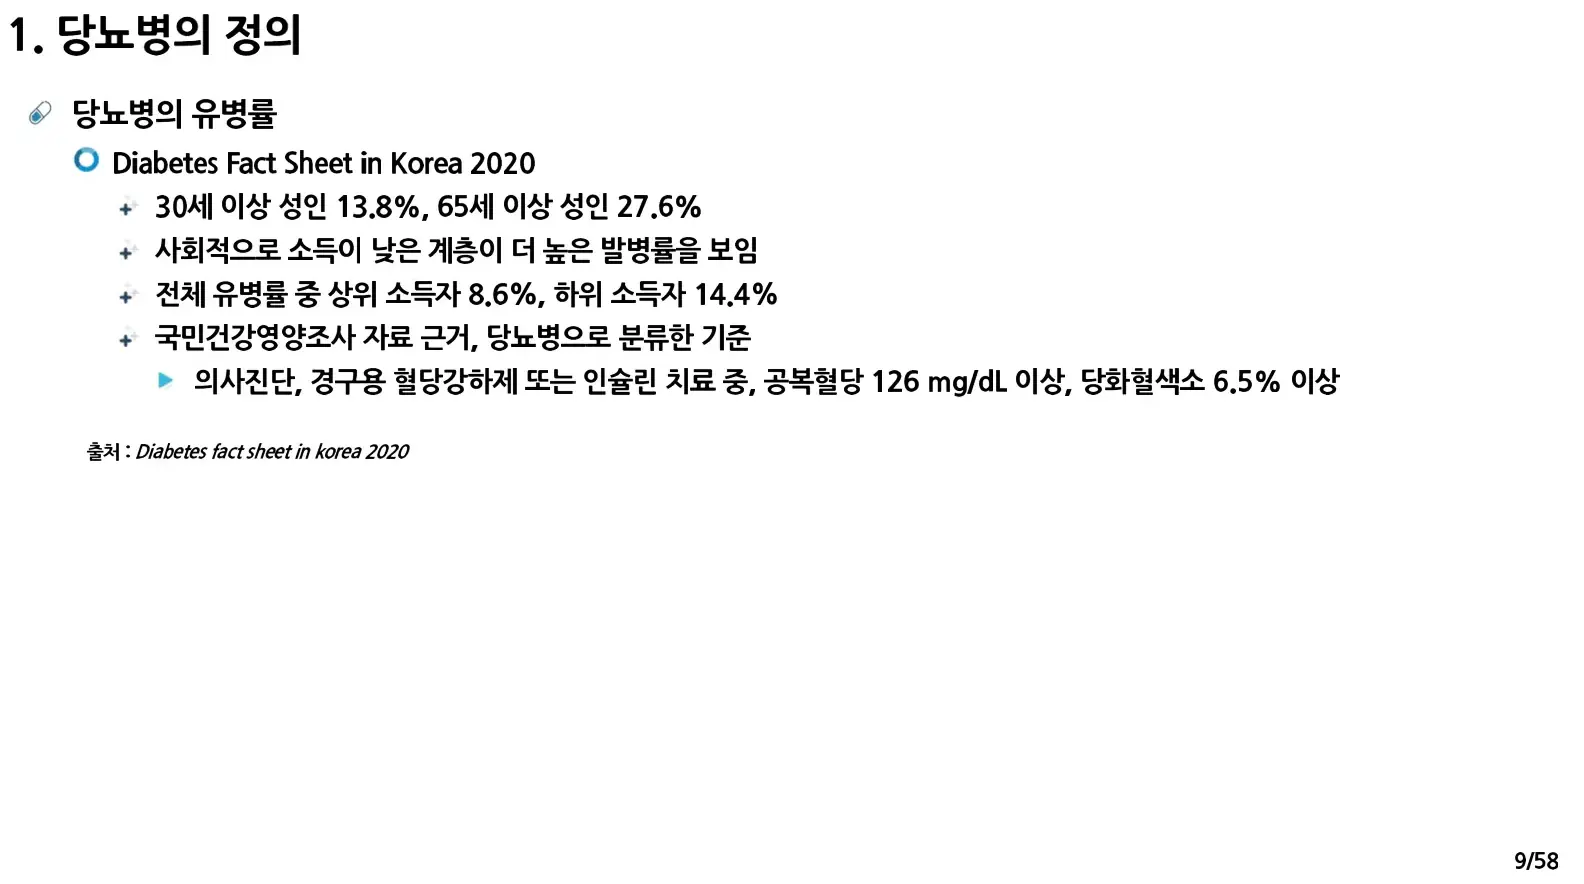 1. 당뇨병의 정의
당뇨병의 유병률
Diabetes Fact Sheet in Korea 2020
30세 이상 성인 13.8%, 65세 이상 성인 27.6%
사회적으로 소득이 낮은 계층이 더 높은 발병률을 보임
전체 유병률 중 상위 소득자 8.6%, 하위 소득자 14.4%
국민건강영양조사 자료 근거, 당뇨병으로 분류한 기준
의사진단, 경구용 혈당강하제 또는 인슐린 치료 중, 공복혈당 126 mg/dL 이상, 당화혈색소 6.5% 이상
출처 : Diabetes fact sheet in korea 2020
9/58